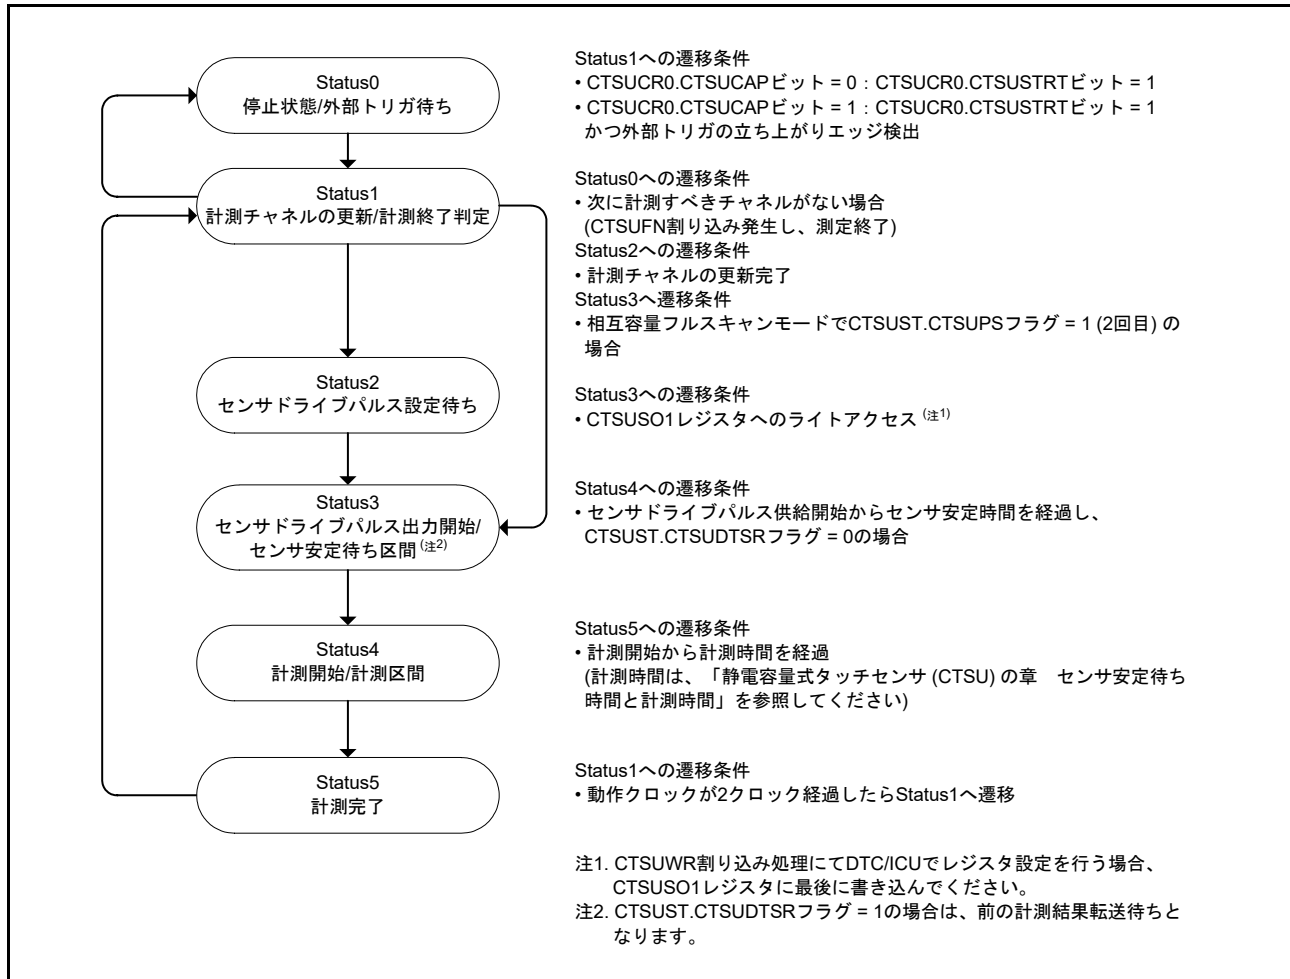 Status0
停止状態/外部トリガ待ち
Status1への遷移条件
• CTSUCR0.CTSUCAPビット = 0 : CTSUCR0.CTSUSTRTビット = 1
• CTSUCR0.CTSUCAPビット = 1 : CTSUCR0.CTSUSTRTビット = 1
かつ外部トリガの立ち上がりエッジ検出
Status1
計測チャネルの更新/計測終了判定
Status0への遷移条件
• 次に計測すべきチャネルがない場合
(CTSUFN割り込み発生し、測定終了)
Status2への遷移条件
• 計測チャネルの更新完了
Status3へ遷移条件
• 相互容量フルスキャンモードでCTSUST.CTSUPSフラグ = 1 (2回目) の
場合
Status2
センサドライブパルス設定待ち
Status3への遷移条件
• CTSUSO1レジスタへのライトアクセス (注1)
Status3
センサドライブパルス出力開始/
センサ安定待ち区間 (注2)
Status4への遷移条件
• センサドライブパルス供給開始からセンサ安定時間を経過し、
CTSUST.CTSUDTSRフラグ = 0の場合
Status4
計測開始/計測区間
Status5への遷移条件
• 計測開始から計測時間を経過
(計測時間は、「静電容量式タッチセンサ (CTSU) の章　センサ安定待ち
時間と計測時間」を参照してください)
Status5
計測完了
Status1への遷移条件
• 動作クロックが2クロック経過したらStatus1へ遷移
注1. CTSUWR割り込み処理にてDTC/ICUでレジスタ設定を行う場合、
CTSUSO1レジスタに最後に書き込んでください。
注2. CTSUST.CTSUDTSRフラグ = 1の場合は、前の計測結果転送待ちと
なります。